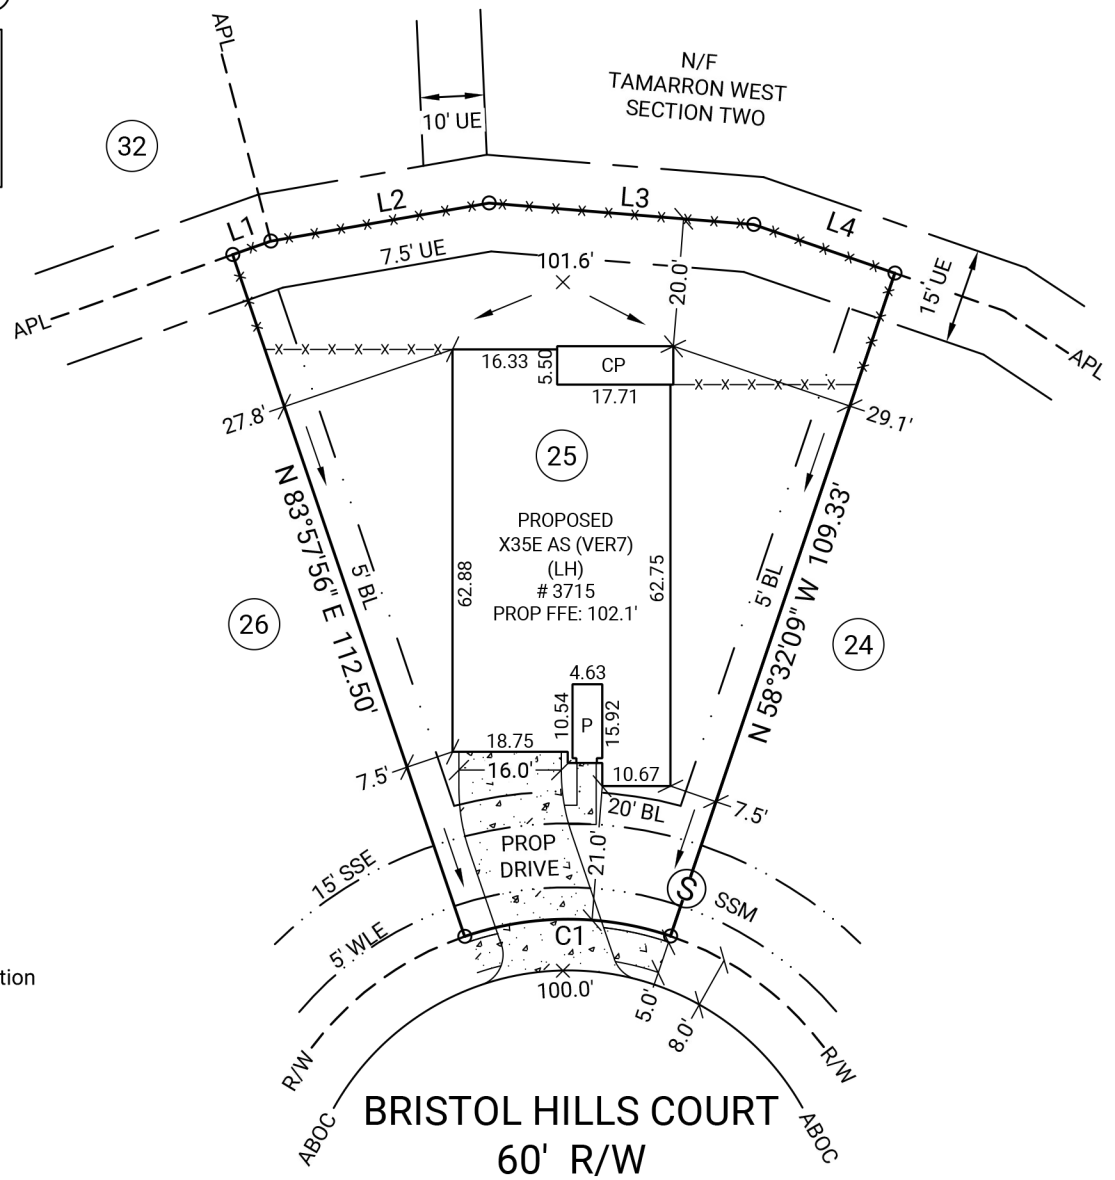 APL
N/F
TAMARRON WEST
SECTION TWO
10' UE
32
L1
L2
L3
L4
7.5' UE
101.6'
20.0'
15' UE
APL
APL
16.33
5.50
CP
17.71
27.8'
29.1'
25
N 83°57'56" E 112.50'
N 58°32'09" W 109.33'
PROPOSED
X35E AS (VER7)
(LH)
# 3715
PROP FFE: 102.1'
62.88
62.75
5' BL
5' BL
26
24
4.63
10.54
P
15.92
18.75
16.0'
10.67
7.5'
7.5'
20' BL
PROP
DRIVE
21.0'
15' SSE
S
SSM
5' WLE
C1
tion
100.0'
5.0'
8.0'
R/W
R/W
ABOC
ABOC
BRISTOL HILLS COURT
60' R/W